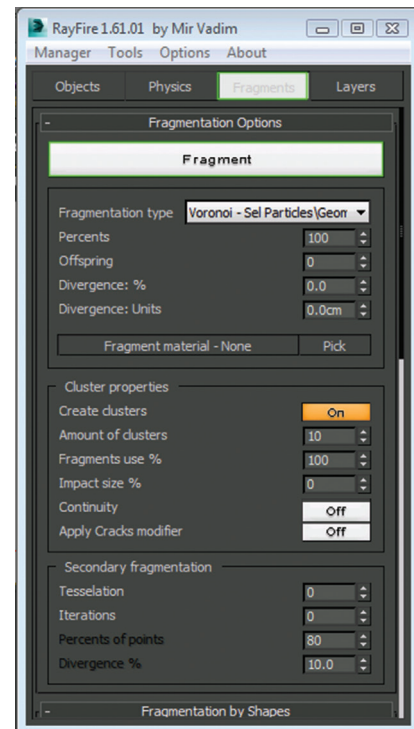 RayFire 1.61.01 by Mir Vadim
Manager Tools Options About
Objects Physics Fragments Layers
- Fragmentation Options
Fragment
Fragmentation type Voronoi - Sel Particles\Geom
Percents 100
Offspring 0
Divergence: % 0.0
Divergence: Units 0.0cm
Fragment material - None Pick
Cluster properties
Create clusters On
Amount of clusters 10
Fragments use % 100
Impact size % 0
Continuity Off
Apply Cracks modifier Off
Secondary fragmentation
Tesselation 0
Iterations 0
Percents of points 80
Divergence % 10.0
- Fragmentation by Shapes